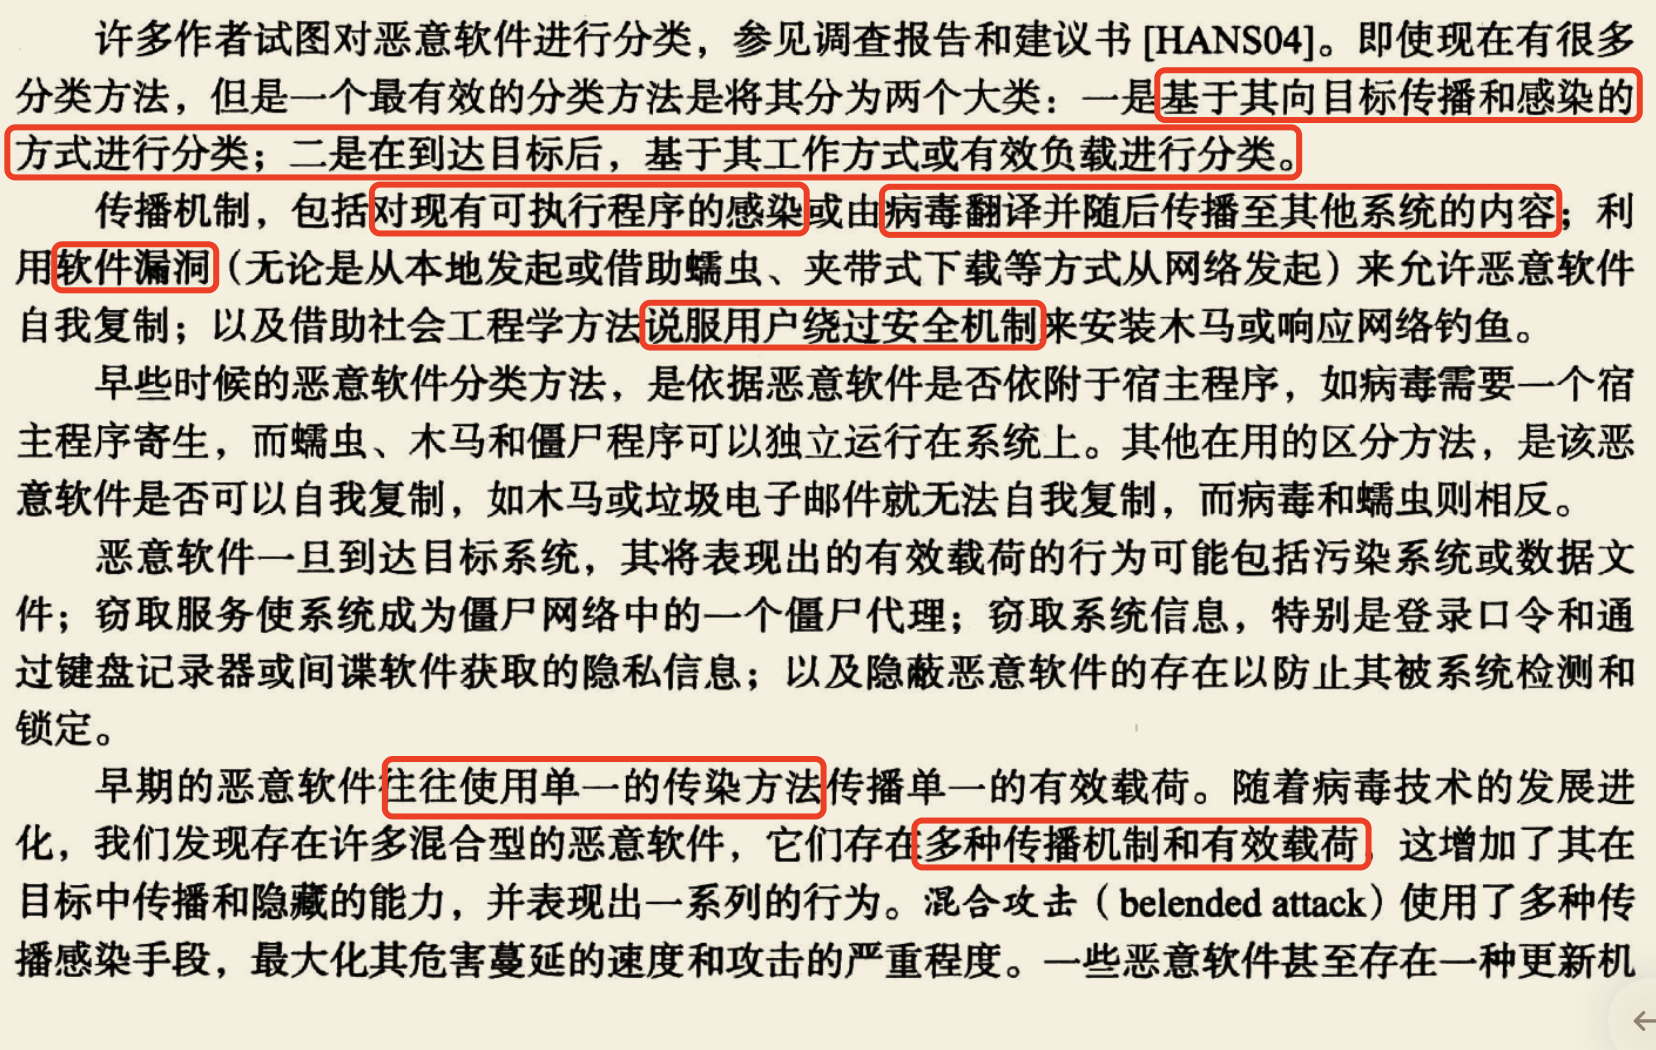 许多作者试图对恶意软件进行分类，参见调查报告和建议书 [HANS04]。即使现在有很多
分类方法，但是一个最有效的分类方法是将其分为两个大类：一是基于其向目标传播和感染的
方式进行分类；二是在到达目标后，基于其工作方式或有效负载进行分类。
传播机制，包括对现有可执行程序的感染或由病毒翻译并随后传播至其他系统的内容；利
用软件漏洞（无论是从本地发起或借助蠕虫、夹带式下载等方式从网络发起）来允许恶意软件
自我复制；以及借助社会工程学方法说服用户绕过安全机制来安装木马或响应网络钓鱼。
早些时候的恶意软件分类方法，是依据恶意软件是否依附于宿主程序，如病毒需要一个宿
主程序寄生，而蠕虫、木马和僵尸程序可以独立运行在系统上。其他在用的区分方法，是该恶
意软件是否可以自我复制，如木马或垃圾电子邮件就无法自我复制，而病毒和蠕虫则相反。
恶意软件一旦到达目标系统，其将表现出的有效载荷的行为可能包括污染系统或数据文
件；窃取服务使系统成为僵尸网络中的一个僵尸代理；窃取系统信息，特别是登录口令和通
过键盘记录器或间谍软件获取的隐私信息；以及隐蔽恶意软件的存在以防止其被系统检测和
锁定。
早期的恶意软件往往使用单一的传染方法传播单一的有效载荷。随着病毒技术的发展进
化，我们发现存在许多混合型的恶意软件，它们存在多种传播机制和有效载荷，这增加了其在
目标中传播和隐藏的能力，并表现出一系列的行为。混合攻击（belended attack）使用了多种传
播感染手段，最大化其危害蔓延的速度和攻击的严重程度。一些恶意软件甚至存在一种更新机